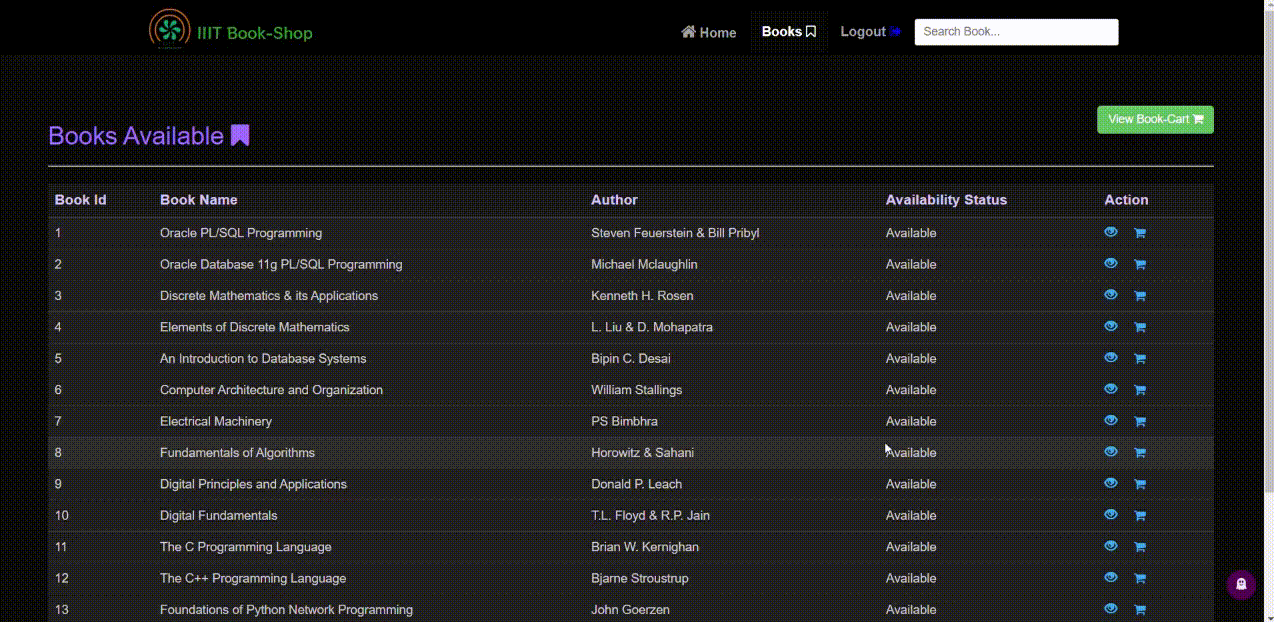 IIIT Book-Shop Home Books Logout Search Book...
View Book-Cart
Books Available
Book Id Book Name Author Availability Status Action
1 Oracle PL/SQL Programming Steven Feuerstein & Bill Pribyl Available
2 Oracle Database 11g PL/SQL Programming Michael Mclaughlin Available
3 Discrete Mathematics & its Applications Kenneth H. Rosen Available
4 Elements of Discrete Mathematics L. Liu & D. Mohapatra Available
5 An Introduction to Database Systems Bipin C. Desai Available
6 Computer Architecture and Organization William Stallings Available
7 Electrical Machinery PS Bimbhra Available
8 Fundamentals of Algorithms Horowitz & Sahani Available
9 Digital Principles and Applications Donald P. Leach Available
10 Digital Fundamentals T.L. Floyd & R.P. Jain Available
11 The C Programming Language Brian W. Kernighan Available
12 The C++ Programming Language Bjarne Stroustrup Available
13 Foundations of Python Network Programming John Goerzen Available